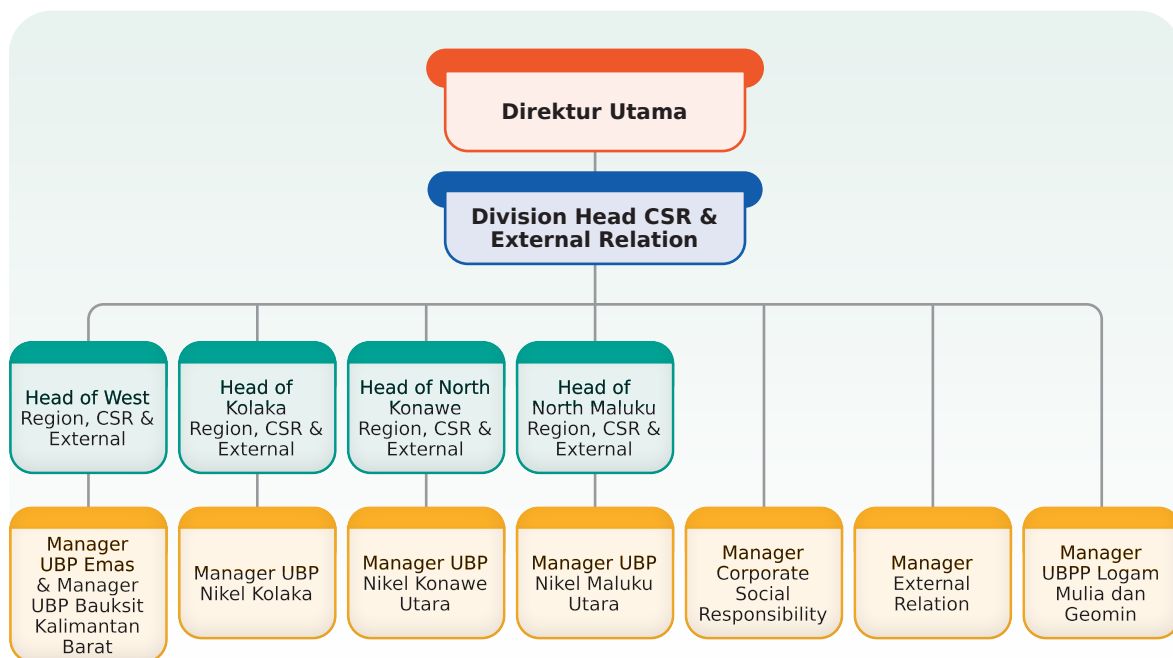 Direktur Utama
Division Head CSR &
External Relation
Head of West
Region, CSR &
External
Head of
Kolaka
Region, CSR &
External
Head of North
Konawe
Region, CSR &
External
Head of
North Maluku
Region, CSR &
External
Manager
UBP Emas
& Manager
UBP Bauksit
Kalimantan
Barat
Manager UBP
Nikel Kolaka
Manager UBP
Nikel Konawe
Utara
Manager UBP
Nikel Maluku
Utara
Manager
Corporate
Social
Responsibility
Manager
External
Relation
Manager
UBPP Logam
Mulia dan
Geomin